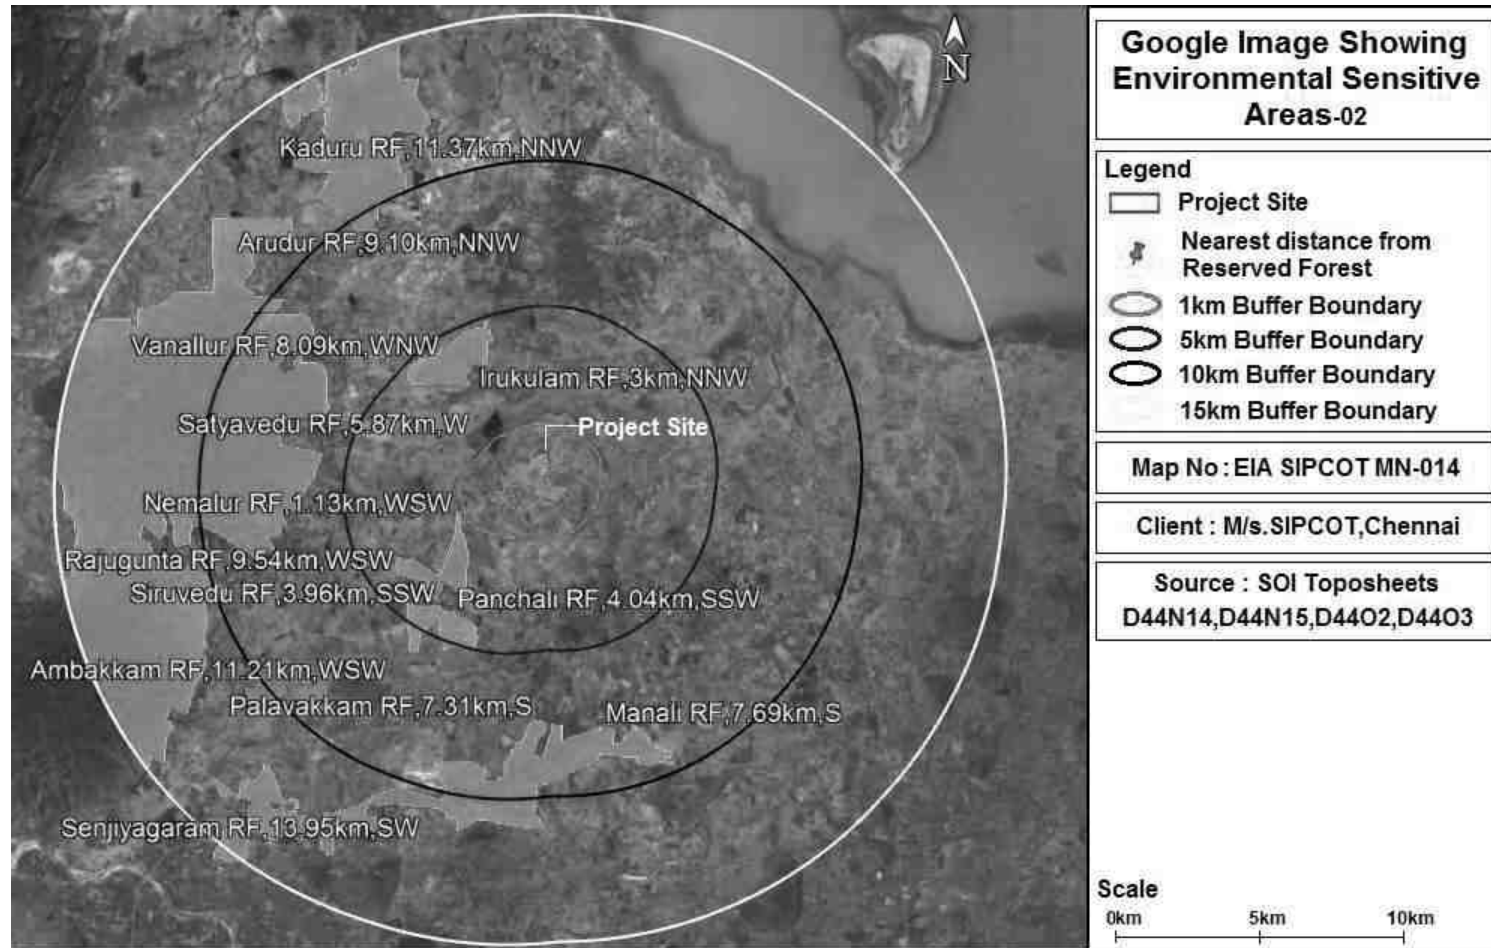 N
Kaduru RF,11.37km,NNW
Arudur RF,9.10km,NNW
Vanallur RF,8.09km,WNW
Irukulam RF,3km,NNW
Satyavedu RF,5.87km,W
Project Site
Nemalur RF,1.13km,WSW
Rajugunta RF,9.54km,WSW
Siruvedu RF,3.96km,SSW
Panchali RF,4.04km,SSW
Ambakkam RF,11.21km,WSW
Palavakkam RF,7.31km,S
Manali RF,7.69km,S
Senjiyagaram RF,13.95km,SW
Google Image Showing
Environmental Sensitive
Areas-02
Legend
Project Site
Nearest distance from
Reserved Forest
1km Buffer Boundary
5km Buffer Boundary
10km Buffer Boundary
15km Buffer Boundary
Map No : EIA SIPCOT MN-014
Client : M/s.SIPCOT,Chennai
Source : SOI Toposheets
D44N14,D44N15,D44O2,D44O3
Scale
0km 5km 10km